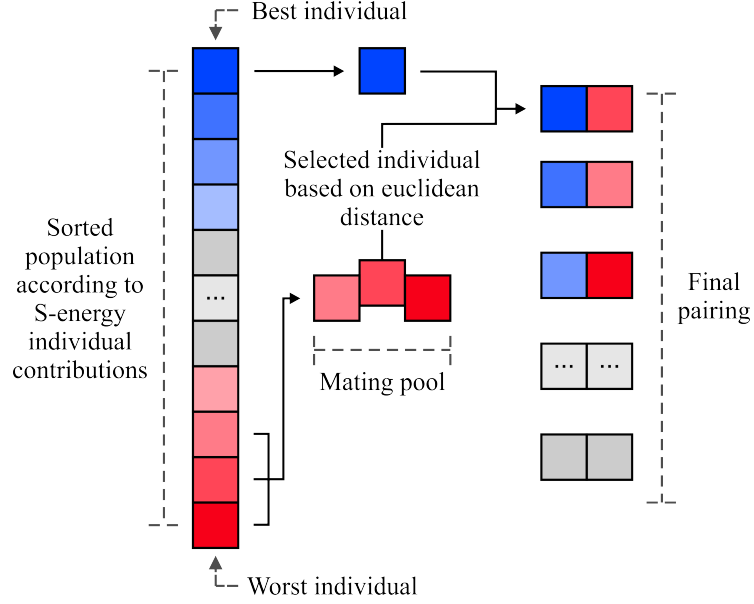 Best individual
Selected individual
based on euclidean
distance
Sorted
population
according to
S-energy
individual
contributions
...
Mating pool
... ...
Final
pairing
Worst individual